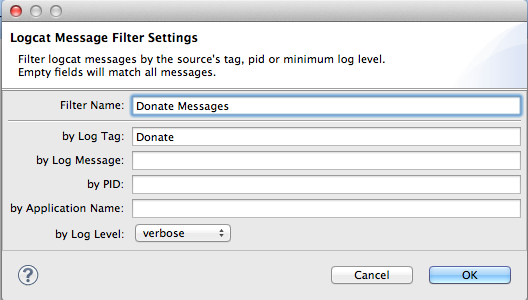 Logcat Message Filter Settings
Filter logcat messages by the source's tag, pid or minimum log level.
Empty fields will match all messages.
Filter Name: Donate Messages
by Log Tag: Donate
by Log Message:
by PID:
by Application Name:
by Log Level: verbose
? Cancel OK